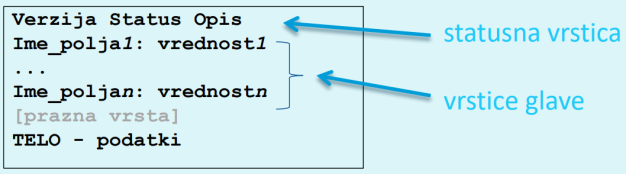 Verzija Status Opis
Ime_polja1: vrednost1
...
Ime_poljan: vrednostn
[prazna vrsta]
TELO - podatki
statusna vrstica
vrstice glave